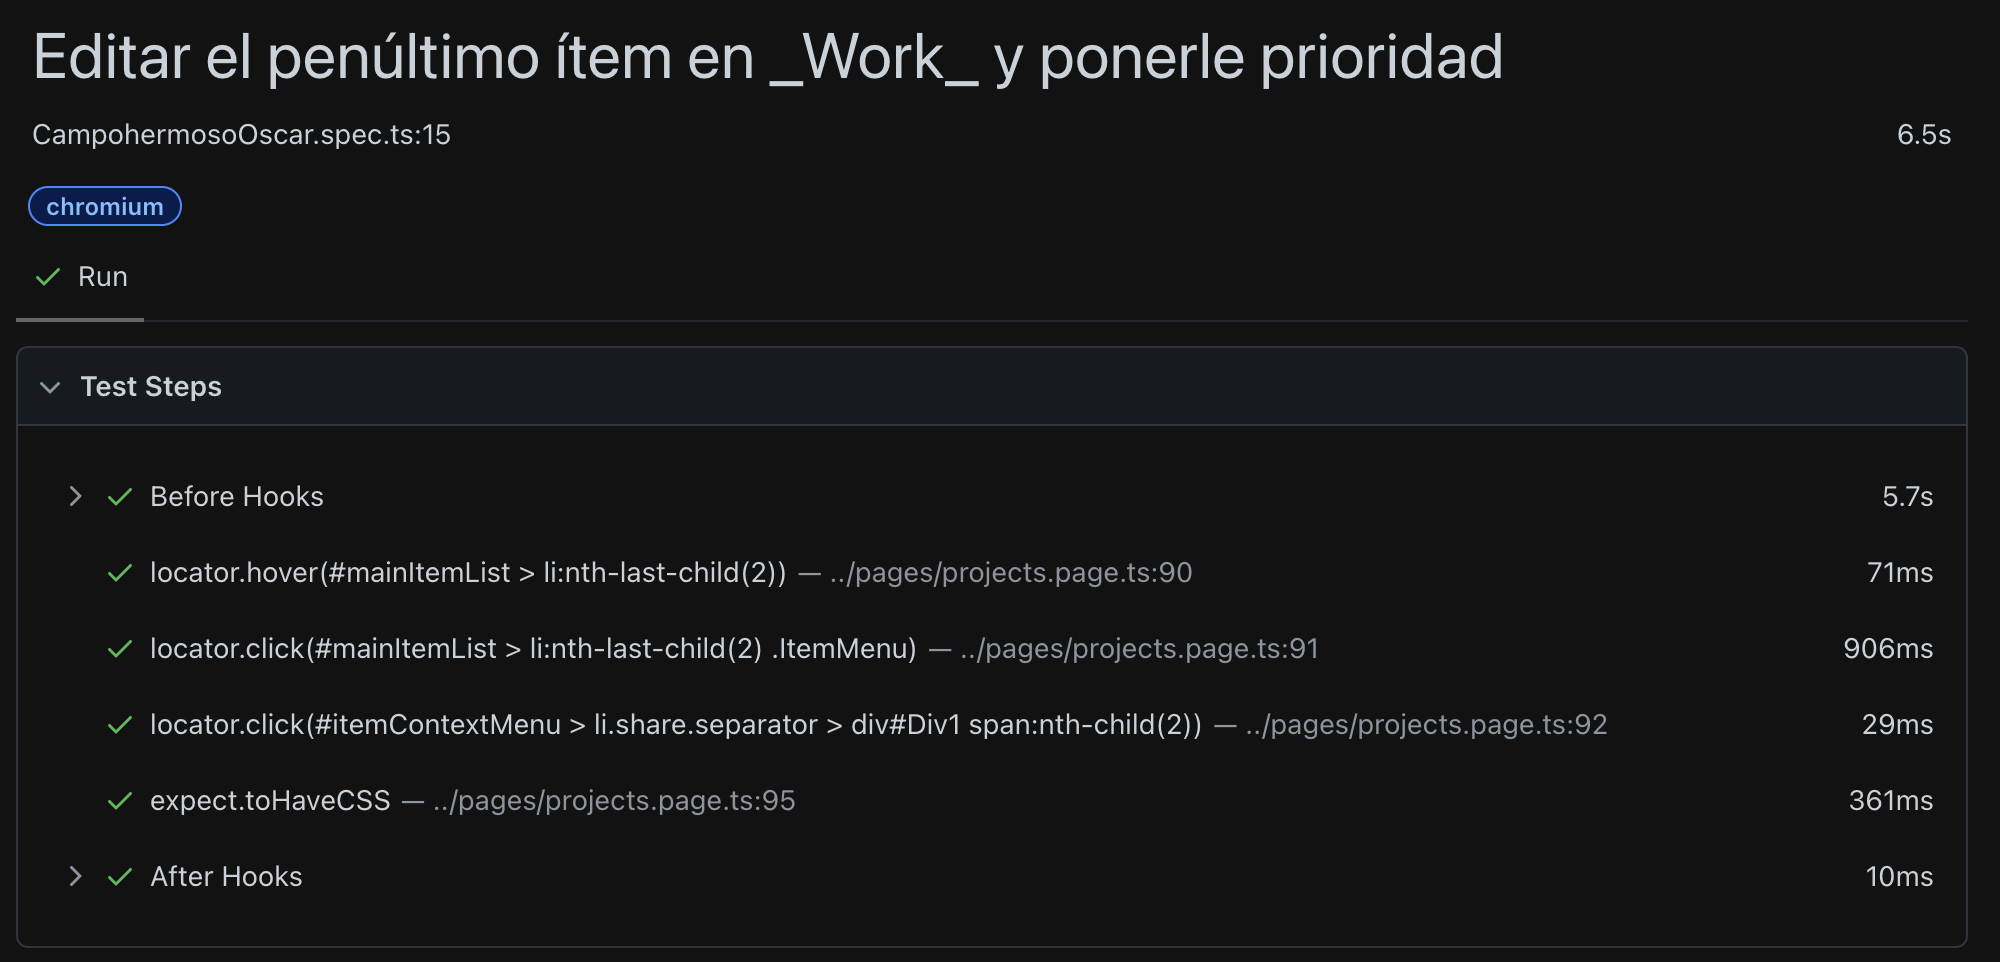 Editar el penúltimo ítem en _Work_ y ponerle prioridad
CampohermosoOscar.spec.ts:15 6.5s
chromium
Run
Test Steps
Before Hooks 5.7s
locator.hover(#mainItemList > li:nth-last-child(2)) — ../pages/projects.page.ts:90 71ms
locator.click(#mainItemList > li:nth-last-child(2) .ItemMenu) — ../pages/projects.page.ts:91 906ms
locator.click(#itemContextMenu > li.share.separator > div#Div1 span:nth-child(2)) — ../pages/projects.page.ts:92 29ms
expect.toHaveCSS — ../pages/projects.page.ts:95 361ms
After Hooks 10ms